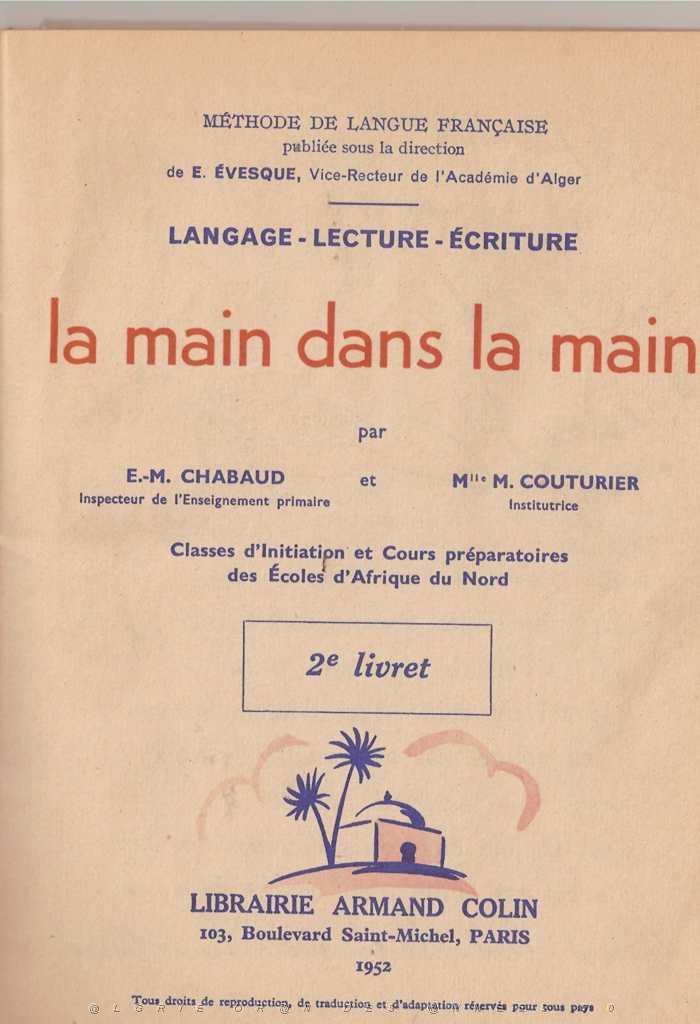 MÉTHODE DE LANGUE FRANÇAISE
publiée sous la direction
de E. ÉVESQUE, Vice-Recteur de l'Académie d'Alger
LANGAGE - LECTURE - ÉCRITURE
la main dans la main
par
E.-M. CHABAUD et Mlle M. COUTURIER
Inspecteur de l'Enseignement primaire Institutrice
Classes d'Initiation et Cours préparatoires
des Écoles d'Afrique du Nord
2e livret
LIBRAIRIE ARMAND COLIN
103, Boulevard Saint-Michel, PARIS
1952
Tous droits de reproduction, de traduction et d'adaptation réservés pour tous pays